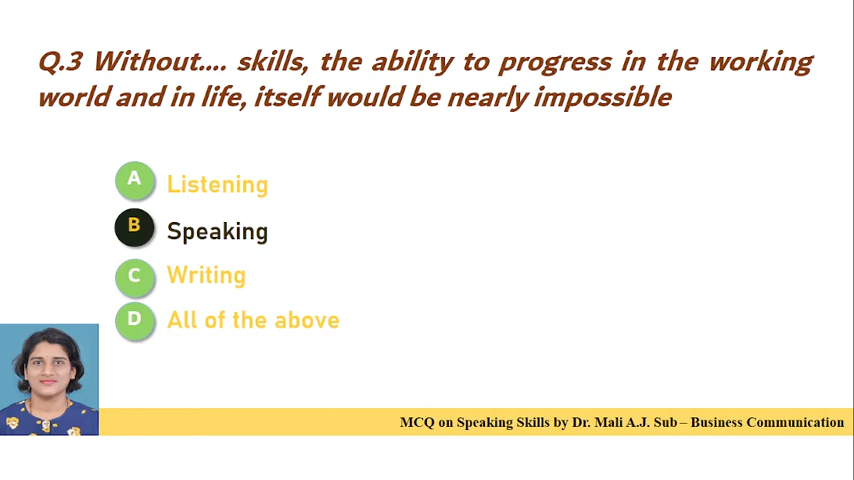 Q.3 Without.... skills, the ability to progress in the working
world and in life, itself would be nearly impossible
A Listening
B Speaking
C Writing
D All of the above
MCQ on Speaking Skills by Dr. Mali A.J. Sub – Business Communication